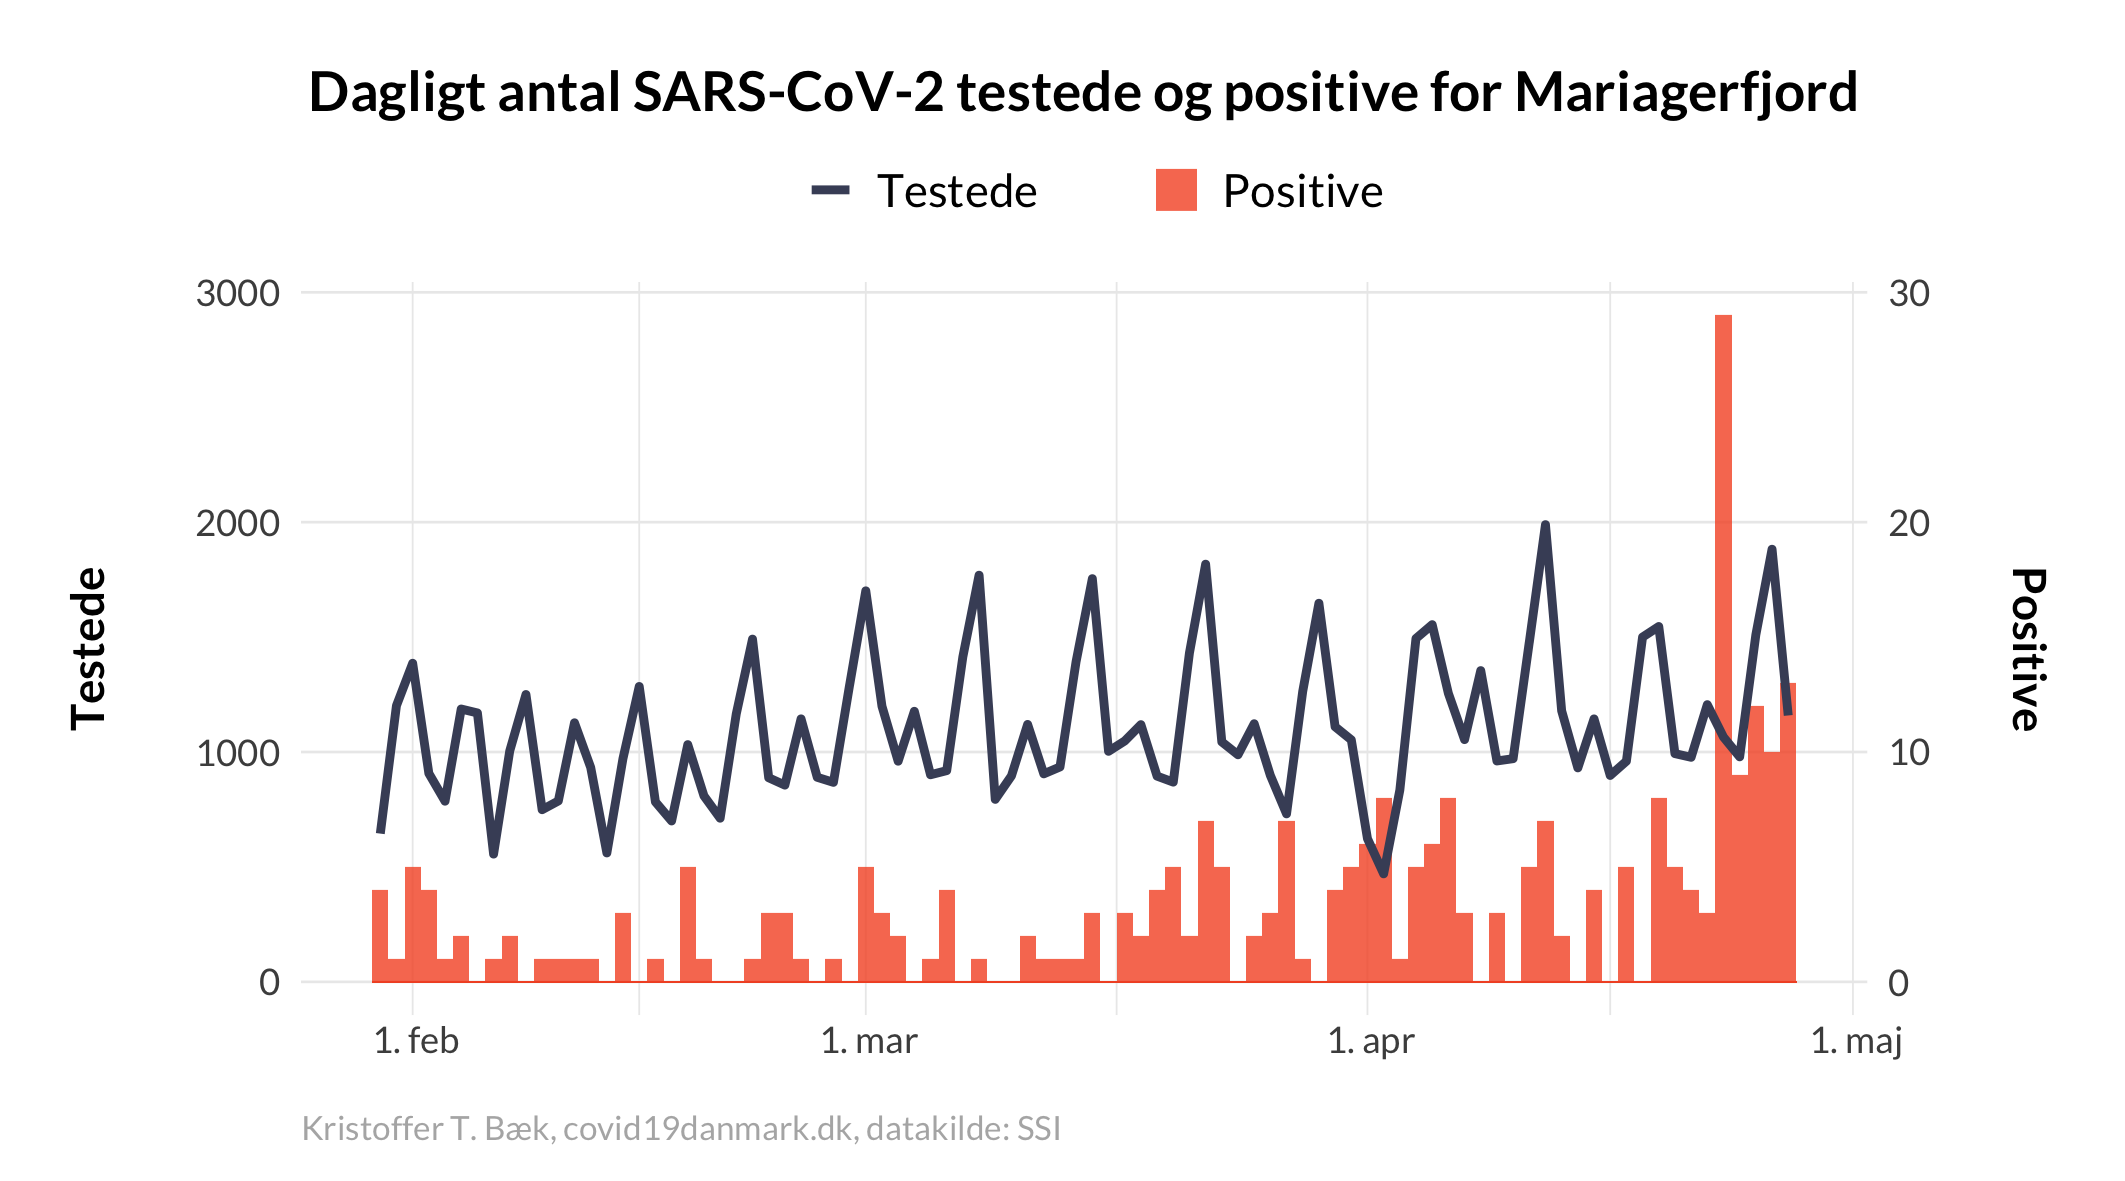 Dagligt antal SARS-CoV-2 testede og positive for Mariagerfjord
Testede
Positive
3000
2000
1000
0
Testede
30
20
10
0
Positive
1. feb
1. mar
1. apr
1. maj
Kristoffer T. Bæk, covid19danmark.dk, datakilde: SSI